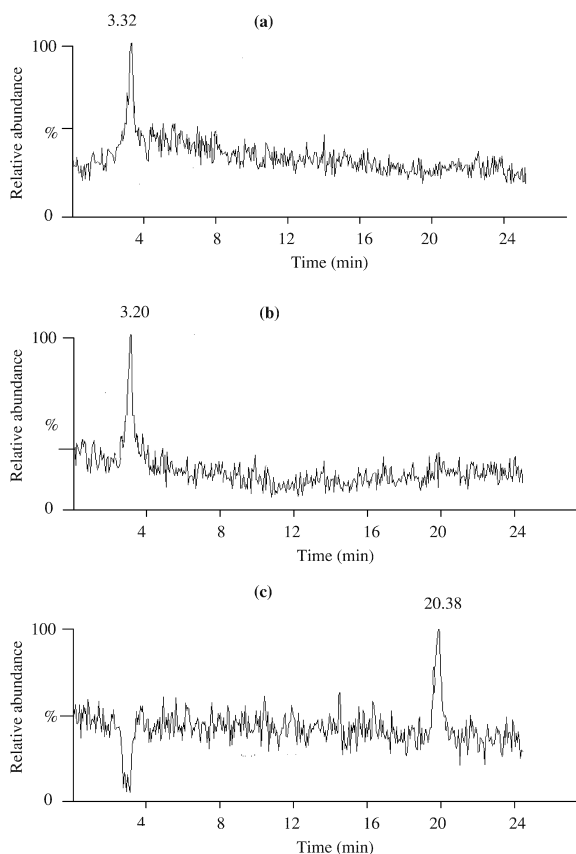 3.32
(a)
100
%
0
Relative abundance
4 8 12 16 20 24
Time (min)
3.20
(b)
100
%
0
Relative abundance
4 8 12 16 20 24
Time (min)
(c)
20.38
100
%
0
Relative abundance
4 8 12 16 20 24
Time (min)